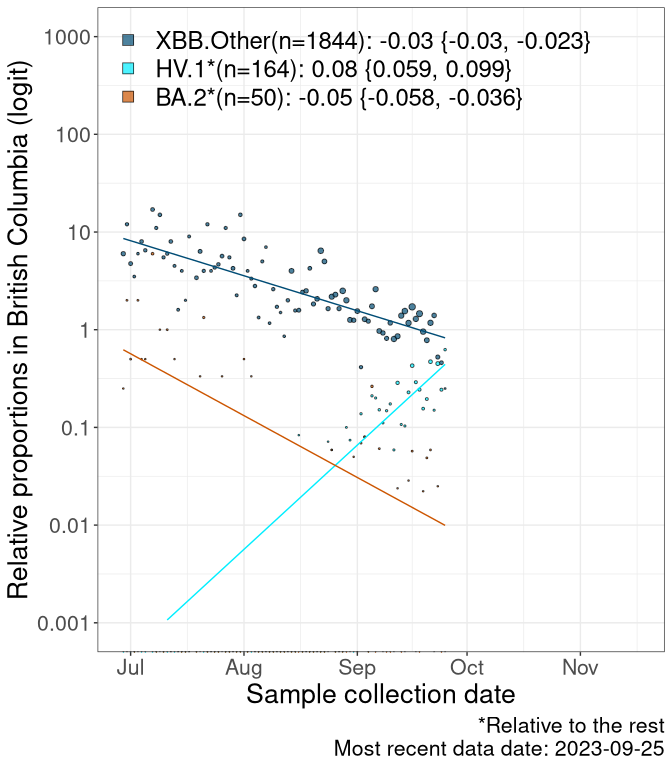 XBB.Other(n=1844): -0.03 {-0.03, -0.023}
HV.1*(n=164): 0.08 {0.059, 0.099}
BA.2*(n=50): -0.05 {-0.058, -0.036}
Relative proportions in British Columbia (logit)
1000
100
10
1
0.1
0.01
0.001
Jul Aug Sep Oct Nov
Sample collection date
*Relative to the rest
Most recent data date: 2023-09-25